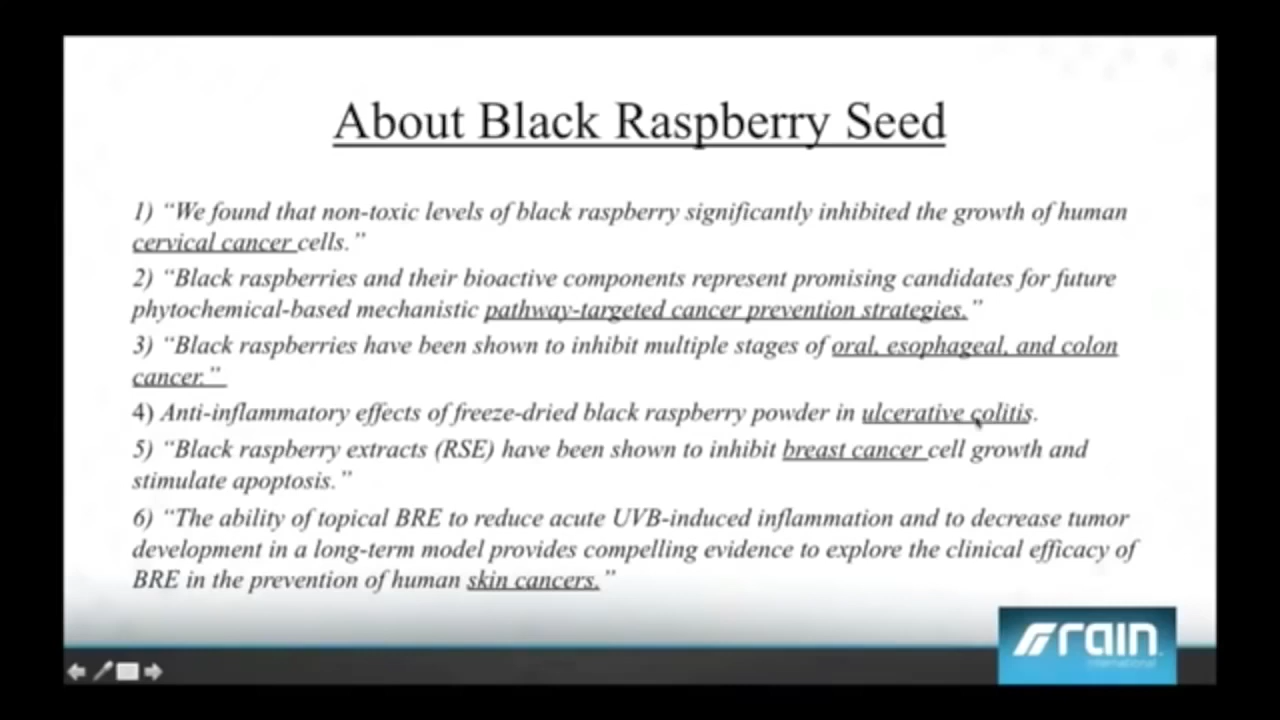 About Black Raspberry Seed
1) “We found that non-toxic levels of black raspberry significantly inhibited the growth of human
cervical cancer cells.”
2) “Black raspberries and their bioactive components represent promising candidates for future
phytochemical-based mechanistic pathway-targeted cancer prevention strategies.”
3) “Black raspberries have been shown to inhibit multiple stages of oral, esophageal, and colon
cancer.”
4) Anti-inflammatory effects of freeze-dried black raspberry powder in ulcerative colitis.
5) “Black raspberry extracts (RSE) have been shown to inhibit breast cancer cell growth and
stimulate apoptosis.”
6) “The ability of topical BRE to reduce acute UVB-induced inflammation and to decrease tumor
development in a long-term model provides compelling evidence to explore the clinical efficacy of
BRE in the prevention of human skin cancers.”
rain
international